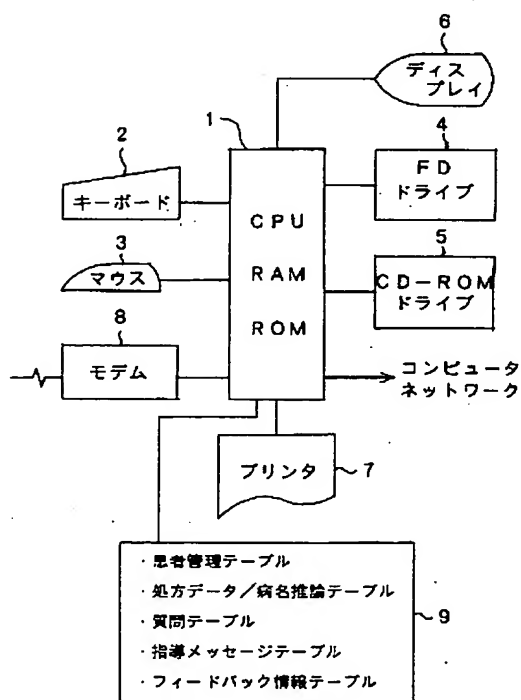 6
ディス
プレイ
1
2
4
CPU
RAM
ROM
キーボード
FD
ドライブ
3
マウス
5
CD-ROM
ドライブ
8
モデム
コンピュータ
ネットワーク
プリンタ
7
・患者管理テーブル
・処方データ/病名推論テーブル
・質問テーブル
・指導メッセージテーブル
・フィードバック情報テーブル
9